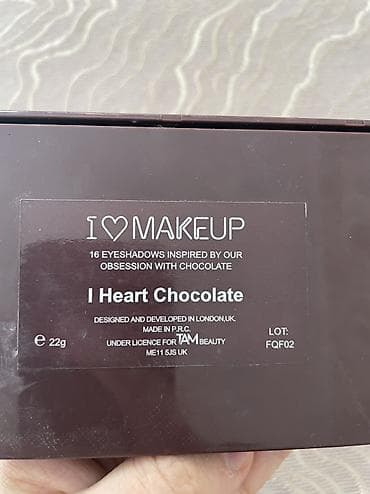 I♡MAKEUP
16 EYESHADOWS INSPIRED BY OUR
OBSESSION WITH CHOCOLATE
I Heart Chocolate
DESIGNED AND DEVELOPED IN LONDON,UK.
MADE IN P.R.C.
UNDER LICENCE FOR TAM BEAUTY
ME11 5JS UK
℮ 22g
LOT:
FQF02